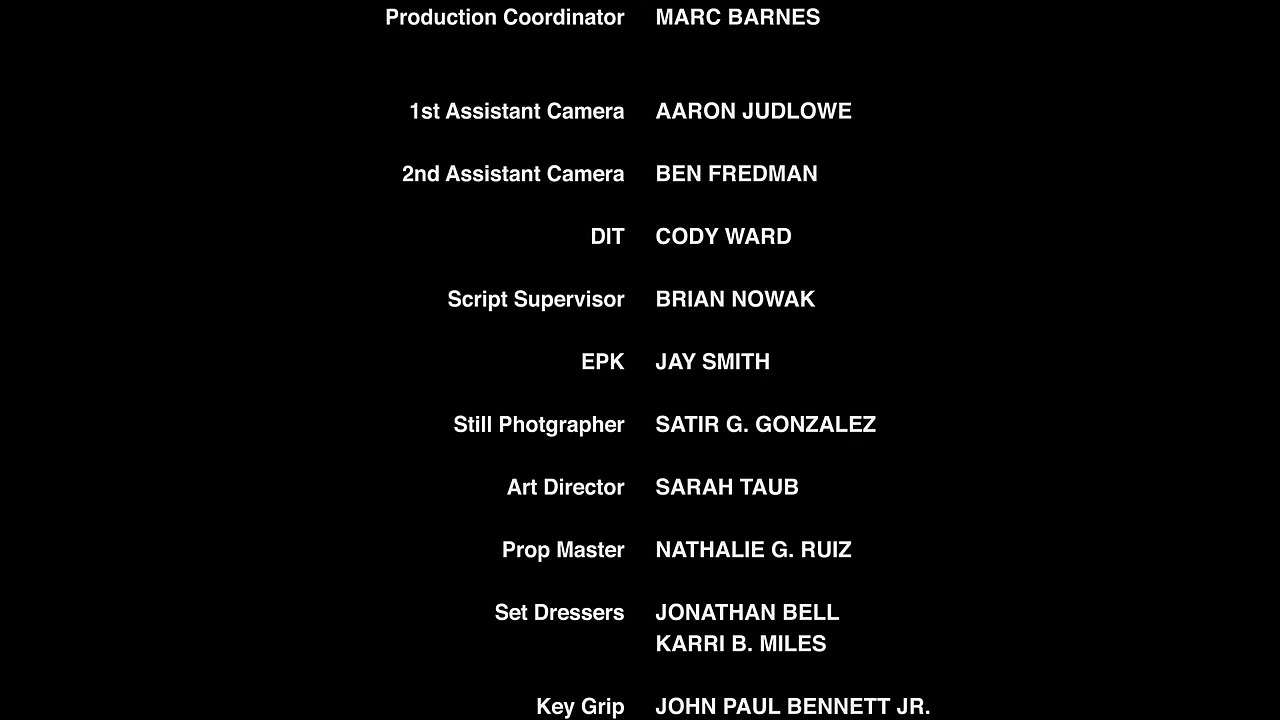 Production Coordinator MARC BARNES
1st Assistant Camera AARON JUDLOWE
2nd Assistant Camera BEN FREDMAN
DIT CODY WARD
Script Supervisor BRIAN NOWAK
EPK JAY SMITH
Still Photgrapher SATIR G. GONZALEZ
Art Director SARAH TAUB
Prop Master NATHALIE G. RUIZ
Set Dressers JONATHAN BELL
KARRI B. MILES
Key Grip JOHN PAUL BENNETT JR.